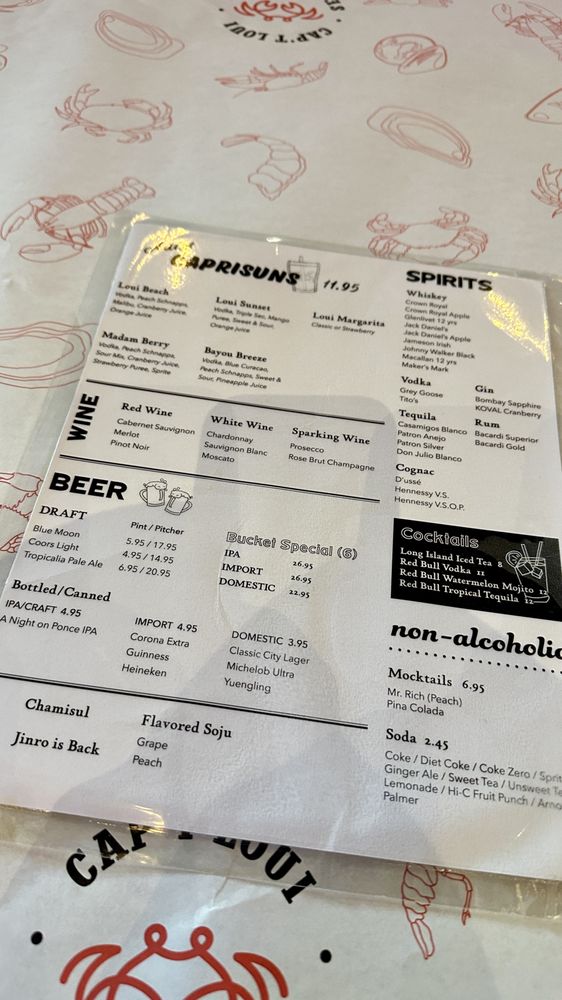 CAP'T LOUI
CAPRISUNS 11.95
Loui Beach
Vodka, Peach Schnapps,
Malibu, Cranberry Juice,
Orange Juice
Loui Sunset
Vodka, Triple Sec, Mango
Puree, Sweet & Sour,
Orange Juice
Loui Margarita
Classic or Strawberry
Madam Berry
Vodka, Peach Schnapps,
Sour Mix, Cranberry Juice,
Strawberry Puree, Sprite
Bayou Breeze
Vodka, Blue Curacao,
Peach Schnapps, Sweet &
Sour, Pineapple Juice
WINE
Red Wine
Cabernet Sauvignon
Merlot
Pinot Noir
White Wine
Chardonnay
Sauvignon Blanc
Moscato
Sparking Wine
Prosecco
Rose Brut Champagne
BEER
DRAFT Pint / Pitcher
Blue Moon 5.95 / 17.95
Coors Light 4.95 / 14.95
Tropicalia Pale Ale 6.95 / 20.95
Bucket Special (6)
IPA 26.95
IMPORT 26.95
DOMESTIC 22.95
Bottled/Canned
IPA/CRAFT 4.95
A Night on Ponce IPA
IMPORT 4.95
Corona Extra
Guinness
Heineken
DOMESTIC 3.95
Classic City Lager
Michelob Ultra
Yuengling
Chamisul
Jinro is Back
Flavored Soju
Grape
Peach
SPIRITS
Whiskey
Crown Royal
Crown Royal Apple
Glenlivet 12 yrs
Jack Daniel's
Jack Daniel's Apple
Jameson Irish
Johnny Walker Black
Macallan 12 yrs
Maker's Mark
Vodka
Grey Goose
Tito's
Gin
Bombay Sapphire
KOVAL Cranberry
Tequila
Casamigos Blanco
Patron Anejo
Patron Silver
Don Julio Blanco
Rum
Bacardi Superior
Bacardi Gold
Cognac
D'ussé
Hennessy V.S.
Hennessy V.S.O.P.
Cocktails
Long Island Iced Tea 8
Red Bull Vodka 11
Red Bull Watermelon Mojito 12
Red Bull Tropical Tequila 12
non-alcoholic
Mocktails 6.95
Mr. Rich (Peach)
Pina Colada
Soda 2.45
Coke / Diet Coke / Coke Zero / Sprit
Ginger Ale / Sweet Tea / Unsweet Te
Lemonade / Hi-C Fruit Punch / Arno
Palmer
CAP'T LOUI